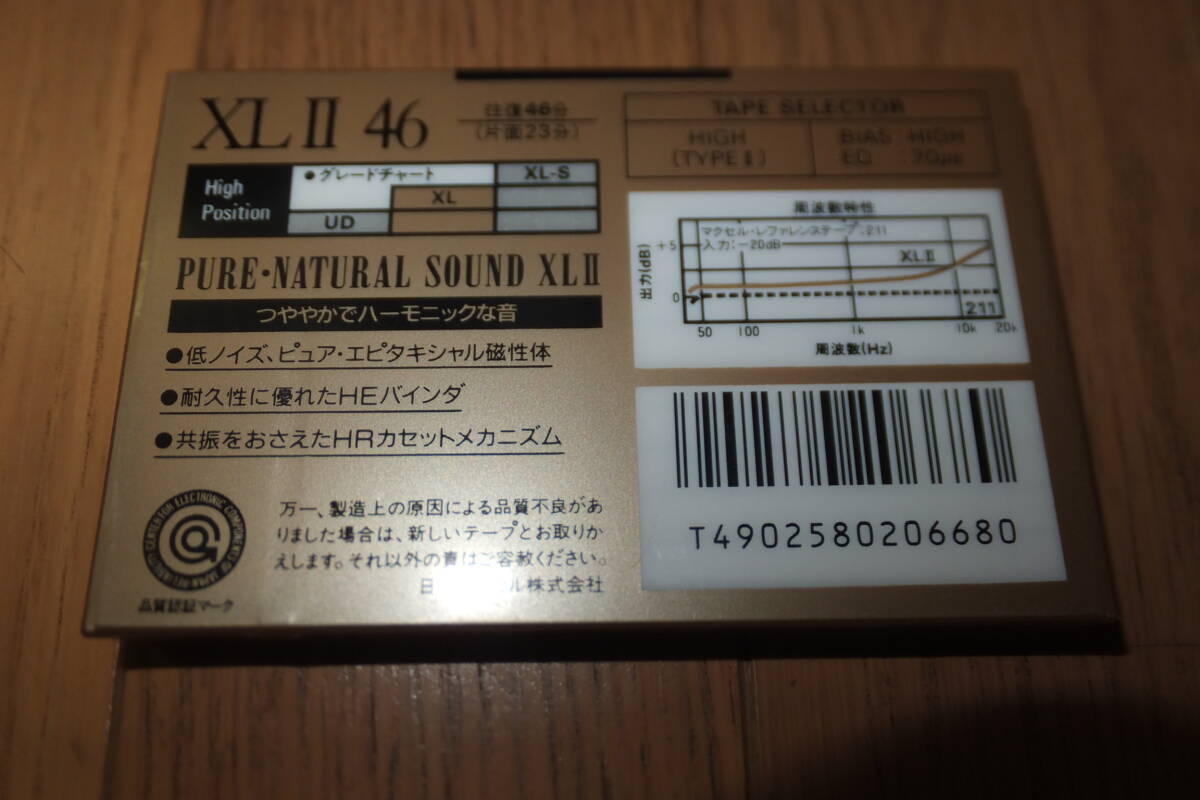 XL II 46
往復46分
(片面23分)
High
Position
●グレードチャート
XL-S
XL
UD
PURE·NATURAL SOUND XL II
つややかでハーモニックな音
●低ノイズ、ピュア・エピタキシャル磁性体
●耐久性に優れたHEバインダ
●共振をおさえたHRカセットメカニズム
万一、製造上の原因による品質不良があ
りました場合は、新しいテープとお取りか
えします。それ以外の責はご容赦ください。
日 ル株式会社
品質認証マーク
TAPE SELECTOR
HIGH
(TYPE II)
BIAS : HIGH
EQ : 70μs
周波数特性
マクセル・レファレンステープ:211
入力:-20dB
XL II
出力(dB)
+5
0
211
50 100 1k 10k 20k
周波数(Hz)
T4902580206680